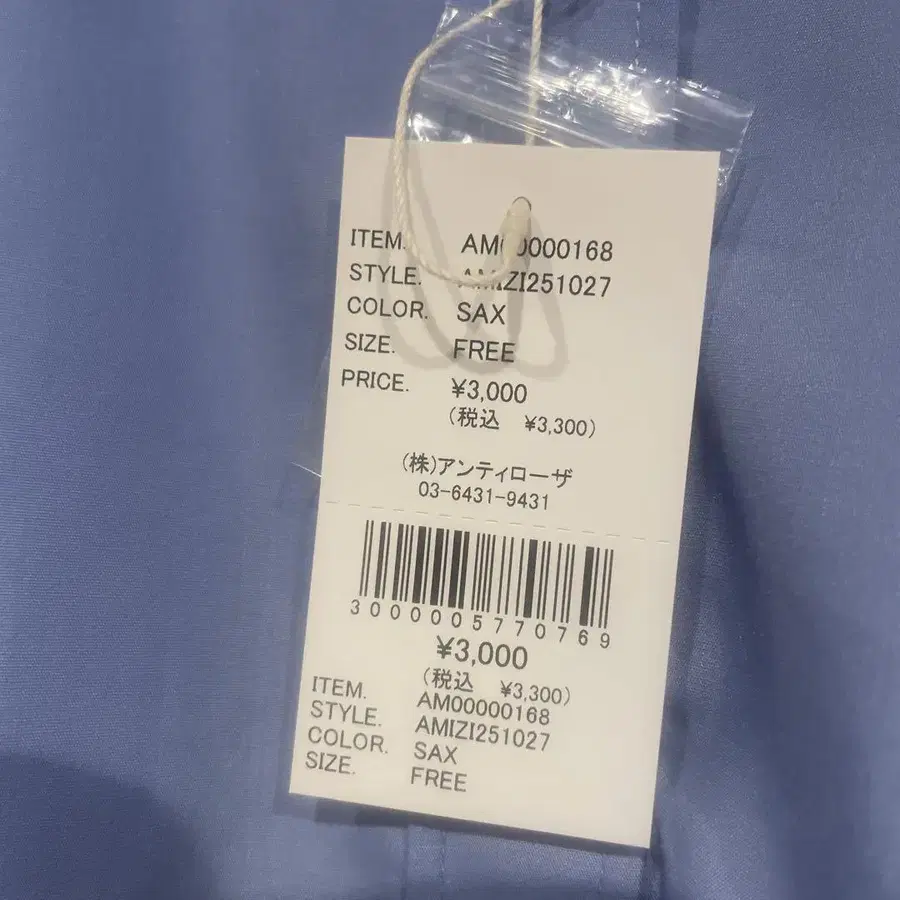 ITEM. AM00000168
STYLE. AMIZI251027
COLOR. SAX
SIZE. FREE
PRICE. ¥3,000
(税込 ¥3,300)
(株)アンティローザ
03-6431-9431
3000005770769
¥3,000
(税込 ¥3,300)
ITEM. AM00000168
STYLE. AMIZI251027
COLOR. SAX
SIZE. FREE